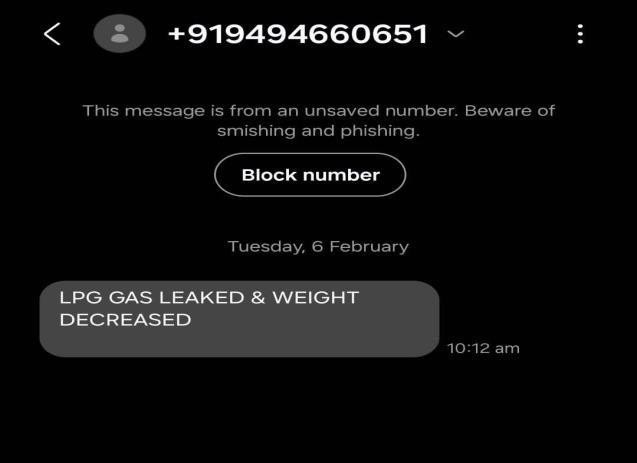 +919494660651
This message is from an unsaved number. Beware of
smishing and phishing.
Block number
Tuesday, 6 February
LPG GAS LEAKED & WEIGHT
DECREASED
10:12 am